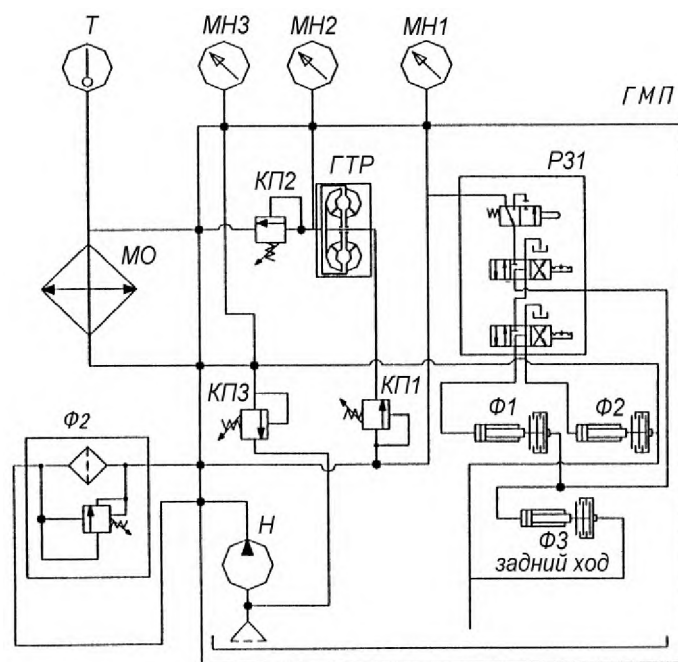 Т МН3 МН2 МН1
ГМП
ГТР Р31
КП2
МО
КП3 КП1
Ф2 Ф1 Ф2
Н Ф3
задний ход